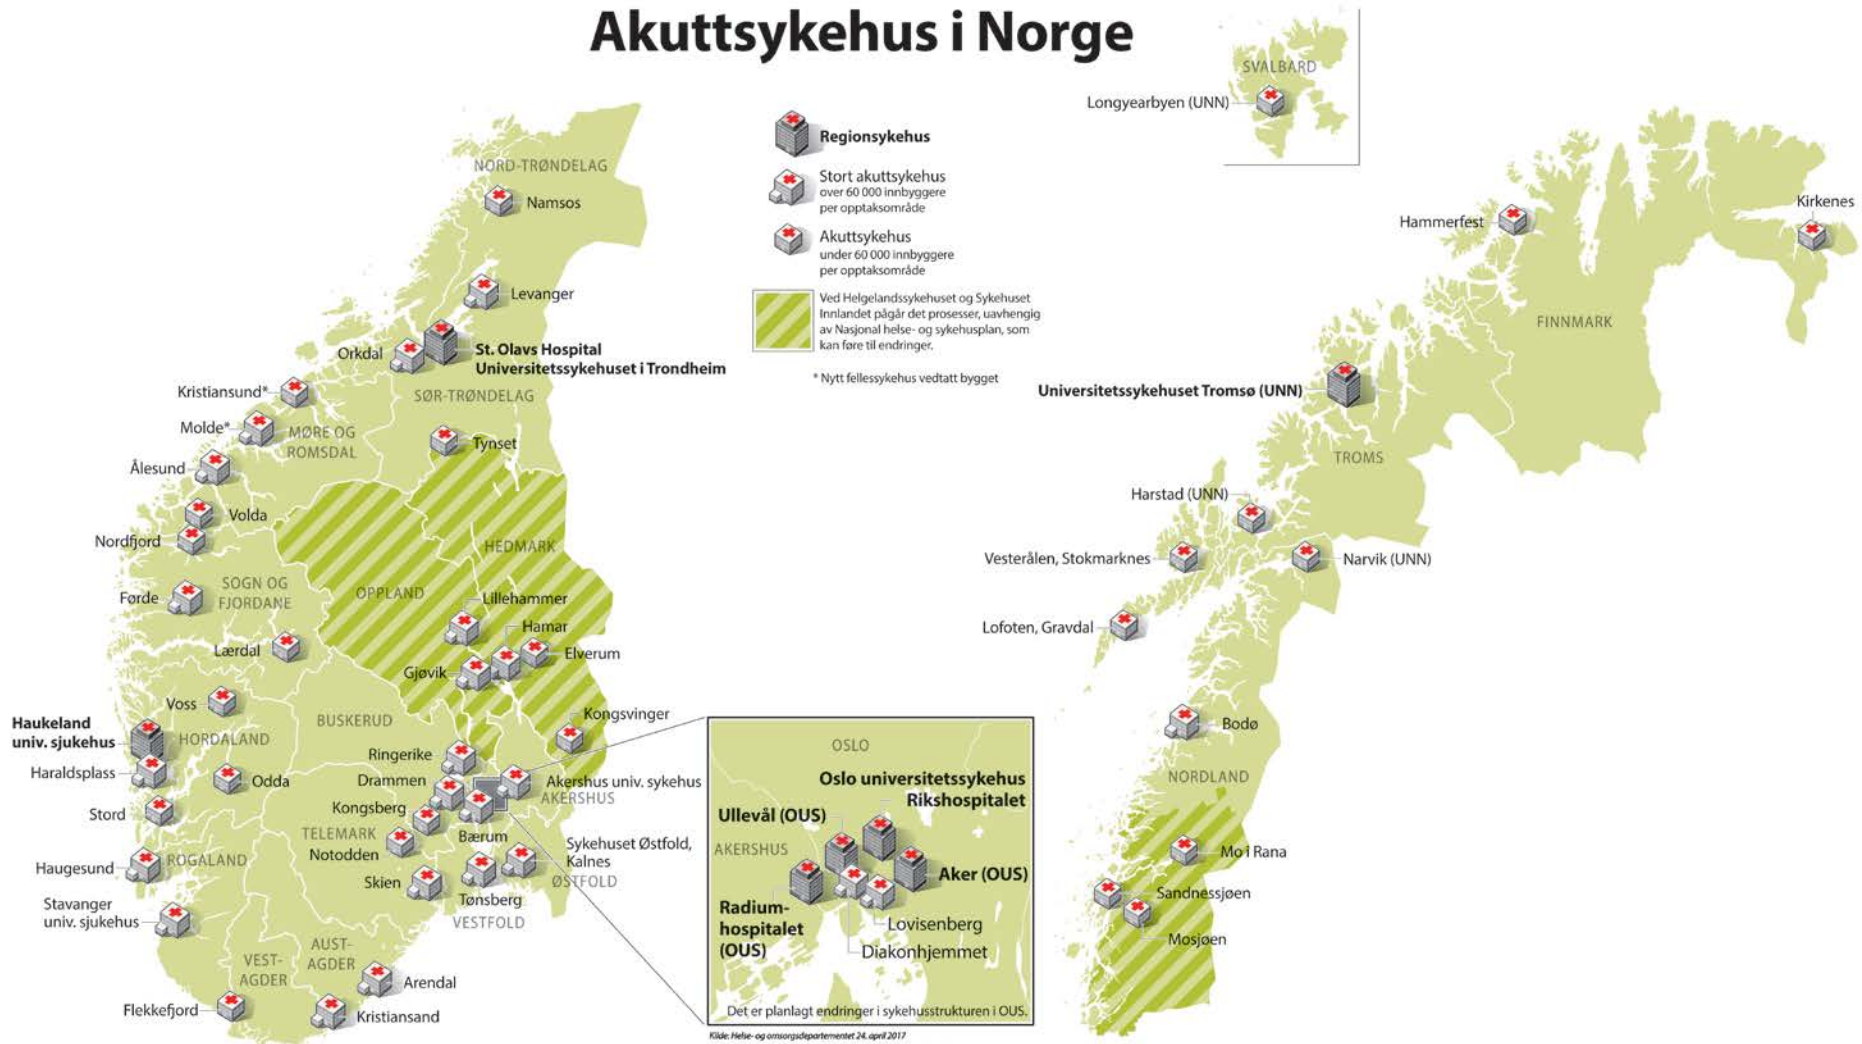 Akuttsykehus i Norge
SVALBARD
Longyearbyen (UNN)
Regionsykehus
Stort akuttsykehus
over 60 000 innbyggere
per opptaksområde
Akuttsykehus
under 60 000 innbyggere
per opptaksområde
Ved Helgelandssykehuset og Sykehuset
Innlandet pågår det prosesser, uavhengig
av Nasjonal helse- og sykehusplan, som
kan føre til endringer.
* Nytt fellessykehus vedtatt bygget
NORD-TRØNDELAG
Namsos
Levanger
Orkdal
St. Olavs Hospital
Universitetssykehuset i Trondheim
Kristiansund*
SØR-TRØNDELAG
Molde*
MØRE OG
ROMSDAL
Tynset
Ålesund
Volda
Nordfjord
HEDMARK
SOGN OG
FJORDANE
OPPLAND
Førde
Lillehammer
Hamar
Lærdal
Elverum
Gjøvik
Voss
BUSKERUD
Kongsvinger
Haukeland
univ. sjukehus
HORDALAND
Ringerike
Haraldsplass
Odda
Drammen
Akershus univ. sykehus
AKERSHUS
Stord
Kongsberg
TELEMARK
Bærum
Notodden
Sykehuset Østfold,
Kalnes
ØSTFOLD
Haugesund
ROGALAND
Skien
Tønsberg
VESTFOLD
Stavanger
univ. sjukehus
AUST-
AGDER
VEST-
AGDER
Arendal
Flekkefjord
Kristiansand
OSLO
Oslo universitetssykehus
Rikshospitalet
Ullevål (OUS)
AKERSHUS
Aker (OUS)
Radium-
hospitalet
(OUS)
Lovisenberg
Diakonhjemmet
Det er planlagt endringer i sykehusstrukturen i OUS.
Kilde: Helse- og omsorgsdepartementet 24. april 2017
Kirkenes
Hammerfest
FINNMARK
Universitetssykehuset Tromsø (UNN)
TROMS
Harstad (UNN)
Vesterålen, Stokmarknes
Narvik (UNN)
Lofoten, Gravdal
Bodø
NORDLAND
Mo i Rana
Sandnessjøen
Mosjøen